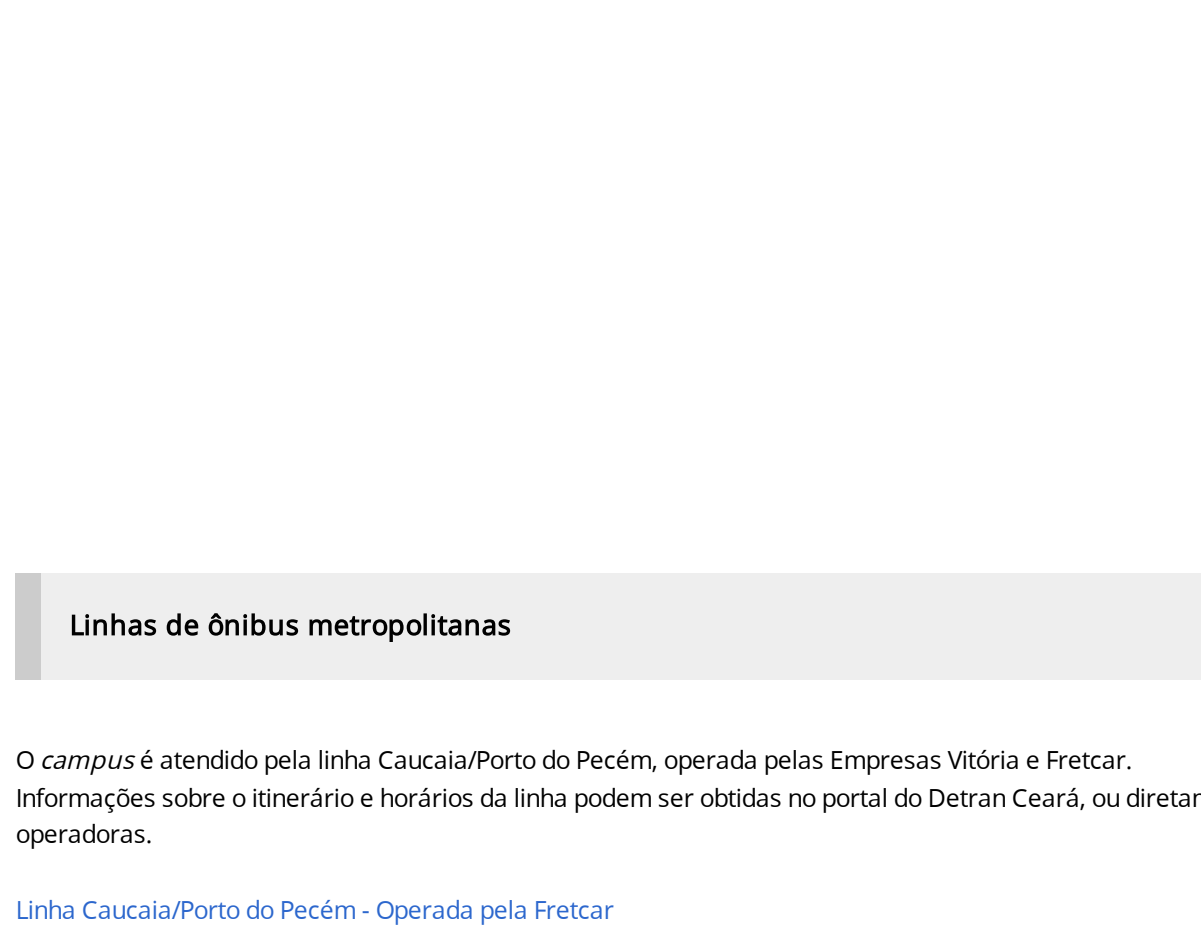 Linhas de ônibus metropolitanas
O campus é atendido pela linha Caucaia/Porto do Pecém, operada pelas Empresas Vitória e Fretcar.
Informações sobre o itinerário e horários da linha podem ser obtidas no portal do Detran Ceará, ou
operadoras.
Linha Caucaia/Porto do Pecém - Operada pela Fretcar